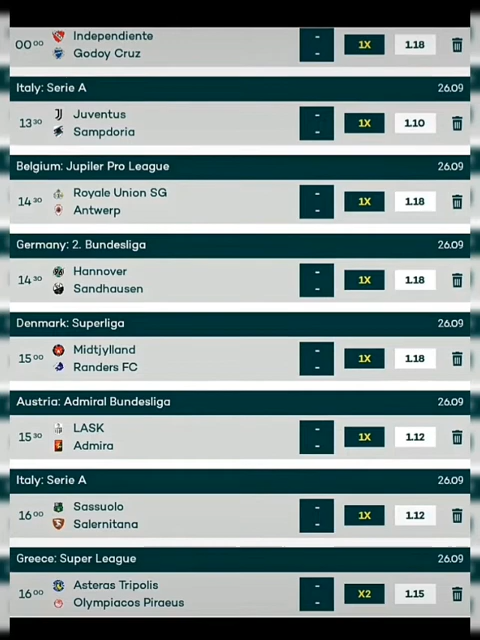 00 00 Independiente - 1X 1.18
Godoy Cruz -
Italy: Serie A 26.09
13 30 Juventus - 1X 1.10
Sampdoria -
Belgium: Jupiler Pro League 26.09
14 30 Royale Union SG - 1X 1.18
Antwerp -
Germany: 2. Bundesliga 26.09
14 30 Hannover - 1X 1.18
Sandhausen -
Denmark: Superliga 26.09
15 00 Midtjylland - 1X 1.18
Randers FC -
Austria: Admiral Bundesliga 26.09
15 30 LASK - 1X 1.12
Admira -
Italy: Serie A 26.09
16 00 Sassuolo - 1X 1.12
Salernitana -
Greece: Super League 26.09
16 00 Asteras Tripolis - X2 1.15
Olympiacos Piraeus -